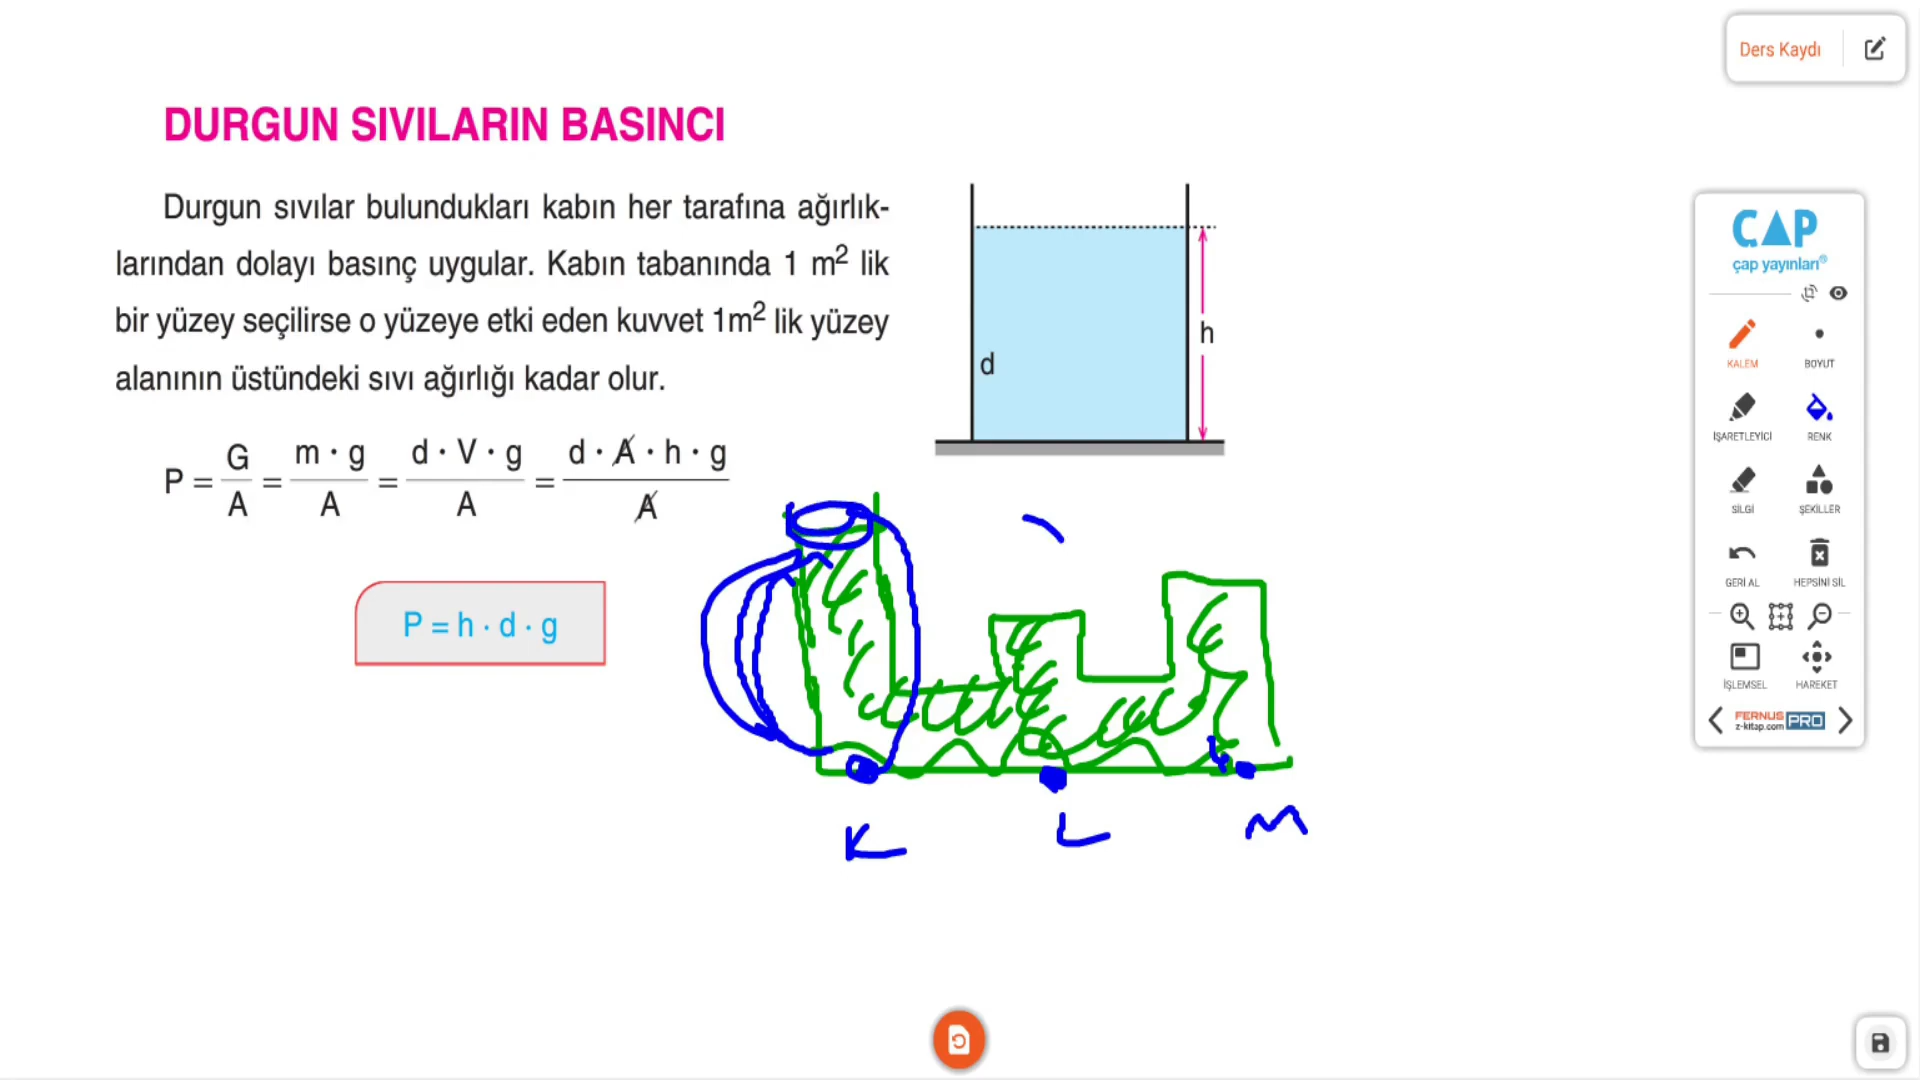 Ders Kaydı
DURGUN SIVILARIN BASINCI
Durgun sıvılar bulundukları kabın her tarafına ağırlık-
larından dolayı basınç uygular. Kabın tabanında 1 m² lik
bir yüzey seçilirse o yüzeye etki eden kuvvet 1m² lik yüzey
alanının üstündeki sıvı ağırlığı kadar olur.
P = G/A = m · g/A = d · V · g/A = d · A · h · g/A
P = h · d · g
d
h
K
L
M
CAP
çap yayınları®
KALEM
BOYUT
İŞARETLEYİCİ
RENK
SİLGİ
ŞEKİLLER
GERİ AL
HEPSİNİ SİL
İŞLEMSEL
HAREKET
FERNUS
z-kitap.com
PRO